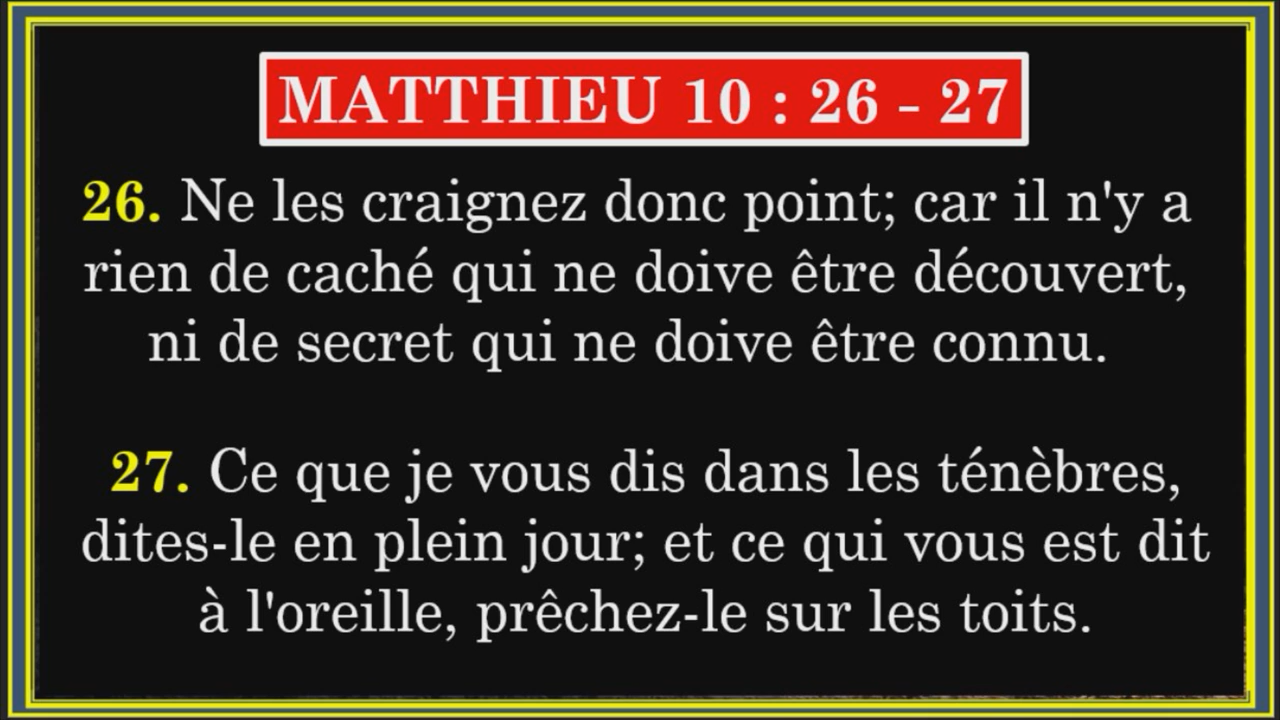 MATTHIEU 10 : 26 - 27
26. Ne les craignez donc point; car il n'y a
rien de caché qui ne doive être découvert,
ni de secret qui ne doive être connu.
27. Ce que je vous dis dans les ténèbres,
dites-le en plein jour; et ce qui vous est dit
à l'oreille, prêchez-le sur les toits.